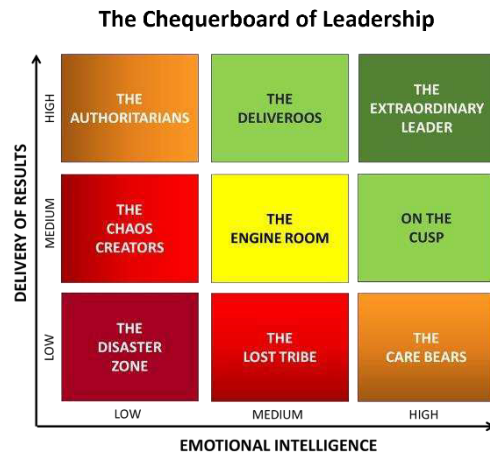 The Chequerboard of Leadership
DELIVERY OF RESULTS
HIGH
THE
AUTHORITARIANS
THE
DELIVEROOS
THE
EXTRAORDINARY
LEADER
MEDIUM
THE
CHAOS
CREATORS
THE
ENGINE ROOM
ON THE
CUSP
LOW
THE
DISASTER
ZONE
THE
LOST TRIBE
THE
CARE BEARS
LOW
MEDIUM
HIGH
EMOTIONAL INTELLIGENCE